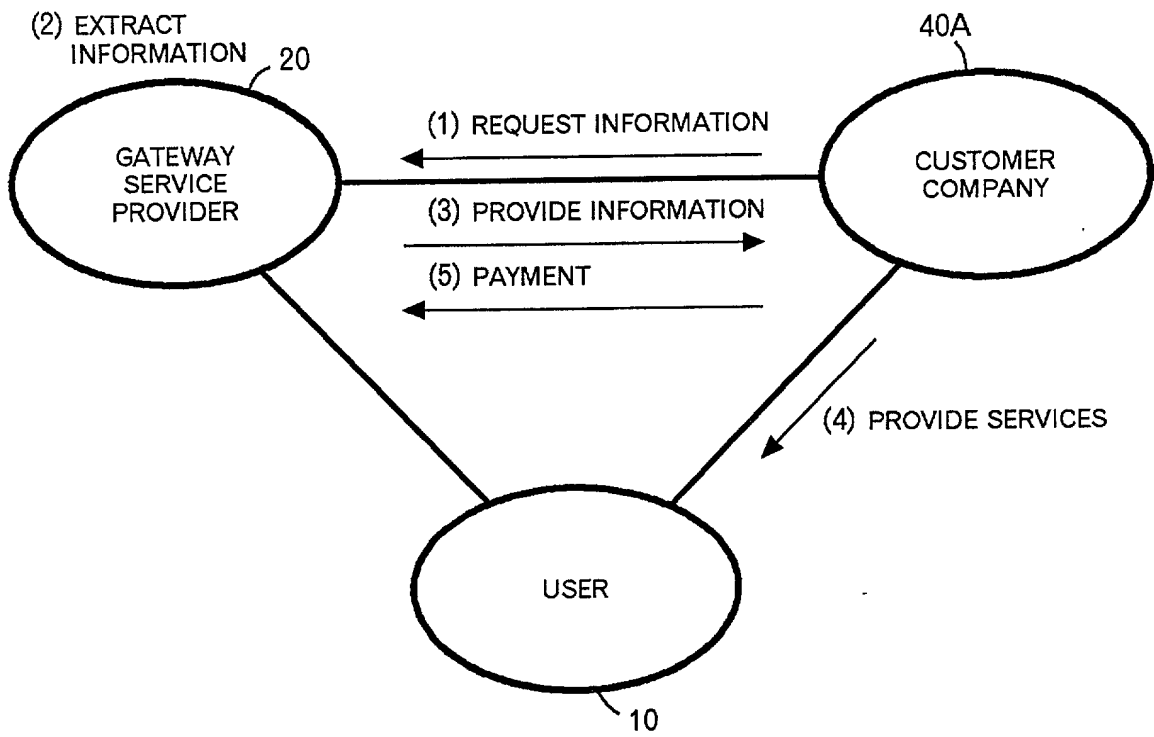 (2) EXTRACT
INFORMATION
20
40A
GATEWAY
SERVICE
PROVIDER
(1) REQUEST INFORMATION
CUSTOMER
COMPANY
(3) PROVIDE INFORMATION
(5) PAYMENT
(4) PROVIDE SERVICES
USER
10